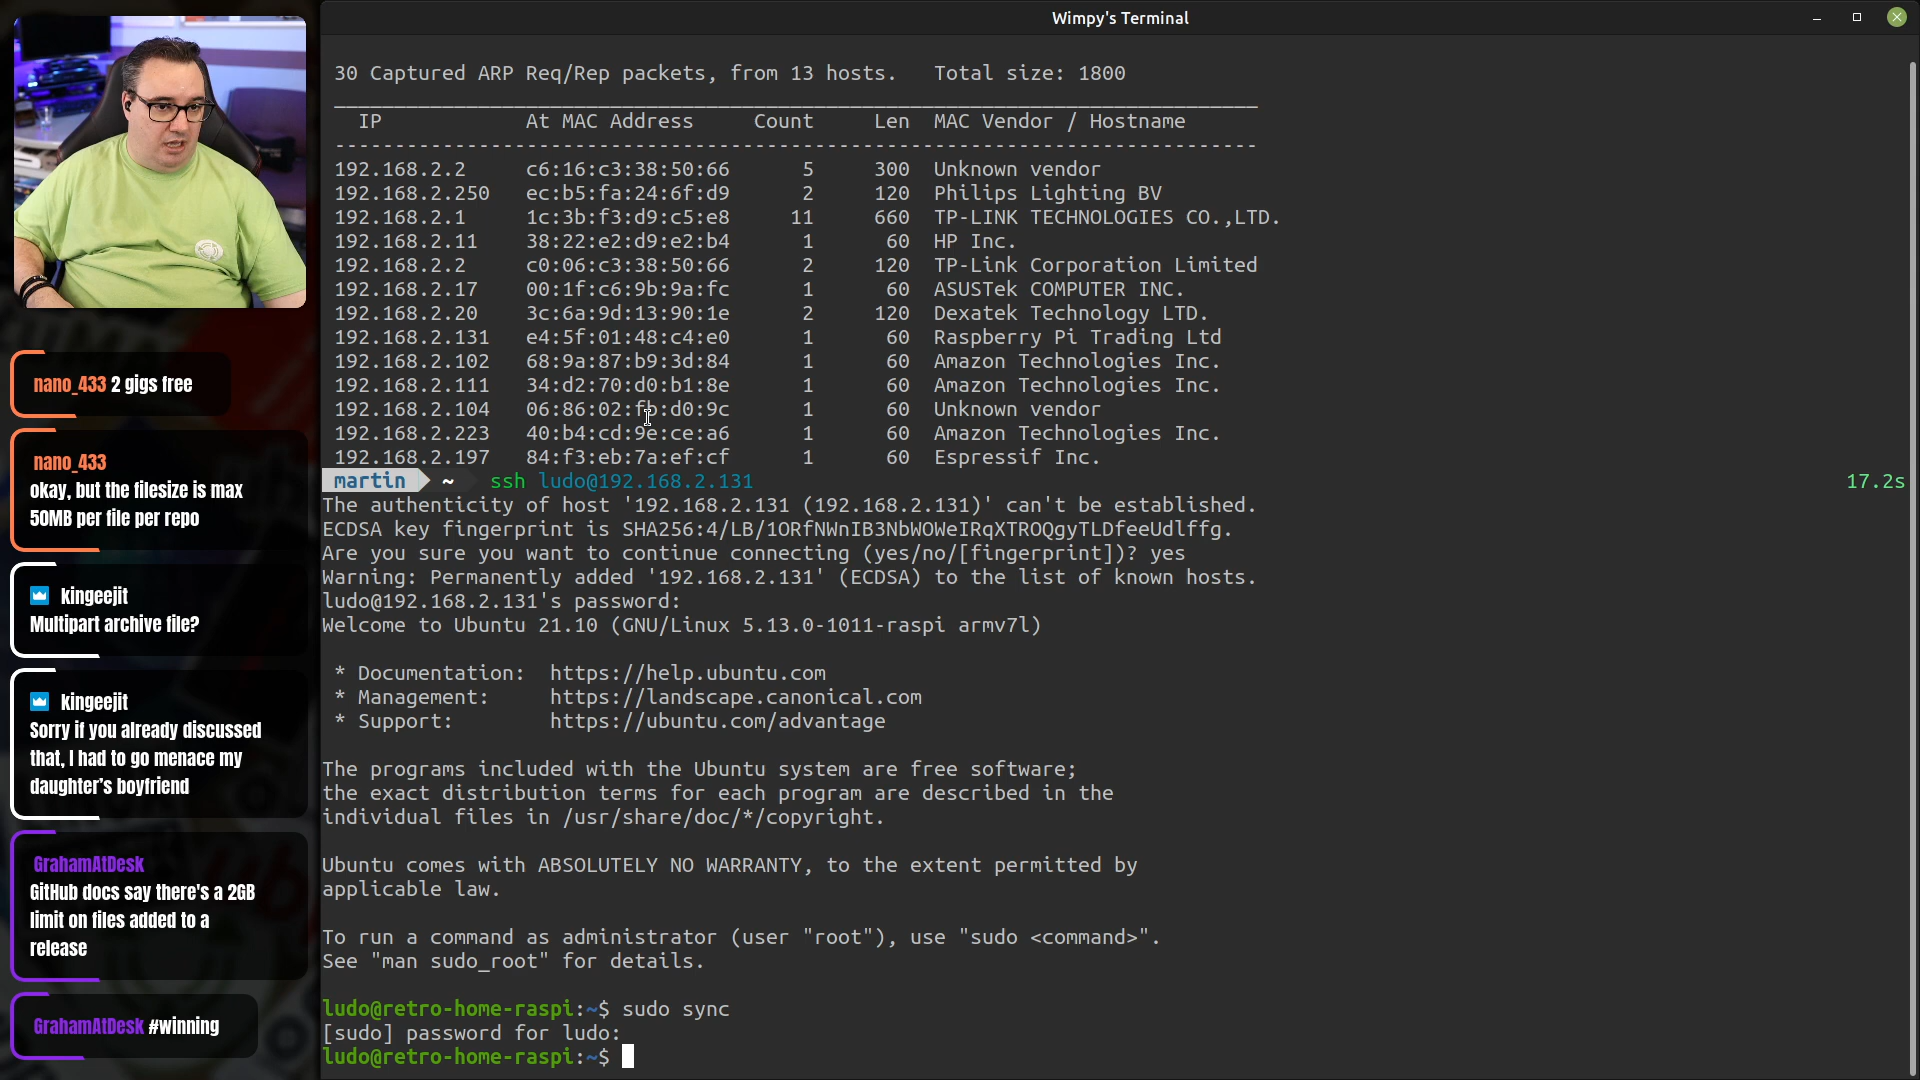 Wimpy's Terminal
30 Captured ARP Req/Rep packets, from 13 hosts.   Total size: 1800
_____________________________________________________________________________
IP            At MAC Address     Count     Len  MAC Vendor / Hostname
-----------------------------------------------------------------------------
192.168.2.2     c6:16:c3:38:50:66      5     300  Unknown vendor
192.168.2.250   ec:b5:fa:24:6f:d9      2     120  Philips Lighting BV
192.168.2.1     1c:3b:f3:d9:c5:e8     11     660  TP-LINK TECHNOLOGIES CO.,LTD.
192.168.2.11    38:22:e2:d9:e2:b4      1      60  HP Inc.
192.168.2.2     c0:06:c3:38:50:66      2     120  TP-Link Corporation Limited
192.168.2.17    00:1f:c6:9b:9a:fc      1      60  ASUSTek COMPUTER INC.
192.168.2.20    3c:6a:9d:13:90:1e      2     120  Dexatek Technology LTD.
192.168.2.131   e4:5f:01:48:c4:e0      1      60  Raspberry Pi Trading Ltd
192.168.2.102   68:9a:87:b9:3d:84      1      60  Amazon Technologies Inc.
192.168.2.111   34:d2:70:d0:b1:8e      1      60  Amazon Technologies Inc.
192.168.2.104   06:86:02:fb:d0:9c      1      60  Unknown vendor
192.168.2.223   40:b4:cd:9e:ce:a6      1      60  Amazon Technologies Inc.
192.168.2.197   84:f3:eb:7a:ef:cf      1      60  Espressif Inc.
martin ~ ssh ludo@192.168.2.131 17.2s
The authenticity of host '192.168.2.131 (192.168.2.131)' can't be established.
ECDSA key fingerprint is SHA256:4/LB/1ORfNWnIB3NbWOWeIRqXTROQgyTLDfeeUdlffg.
Are you sure you want to continue connecting (yes/no/[fingerprint])? yes
Warning: Permanently added '192.168.2.131' (ECDSA) to the list of known hosts.
ludo@192.168.2.131's password:
Welcome to Ubuntu 21.10 (GNU/Linux 5.13.0-1011-raspi armv7l)
* Documentation:  https://help.ubuntu.com
* Management:     https://landscape.canonical.com
* Support:        https://ubuntu.com/advantage
The programs included with the Ubuntu system are free software;
the exact distribution terms for each program are described in the
individual files in /usr/share/doc/*/copyright.
Ubuntu comes with ABSOLUTELY NO WARRANTY, to the extent permitted by
applicable law.
To run a command as administrator (user "root"), use "sudo <command>".
See "man sudo_root" for details.
ludo@retro-home-raspi:~$ sudo sync
[sudo] password for ludo:
ludo@retro-home-raspi:~$
nano_433 2 gigs free
nano_433
okay, but the filesize is max
50MB per file per repo
kingeejit
Multipart archive file?
kingeejit
Sorry if you already discussed
that, I had to go menace my
daughter's boyfriend
GrahamAtDesk
GitHub docs say there's a 2GB
limit on files added to a
release
GrahamAtDesk #winning